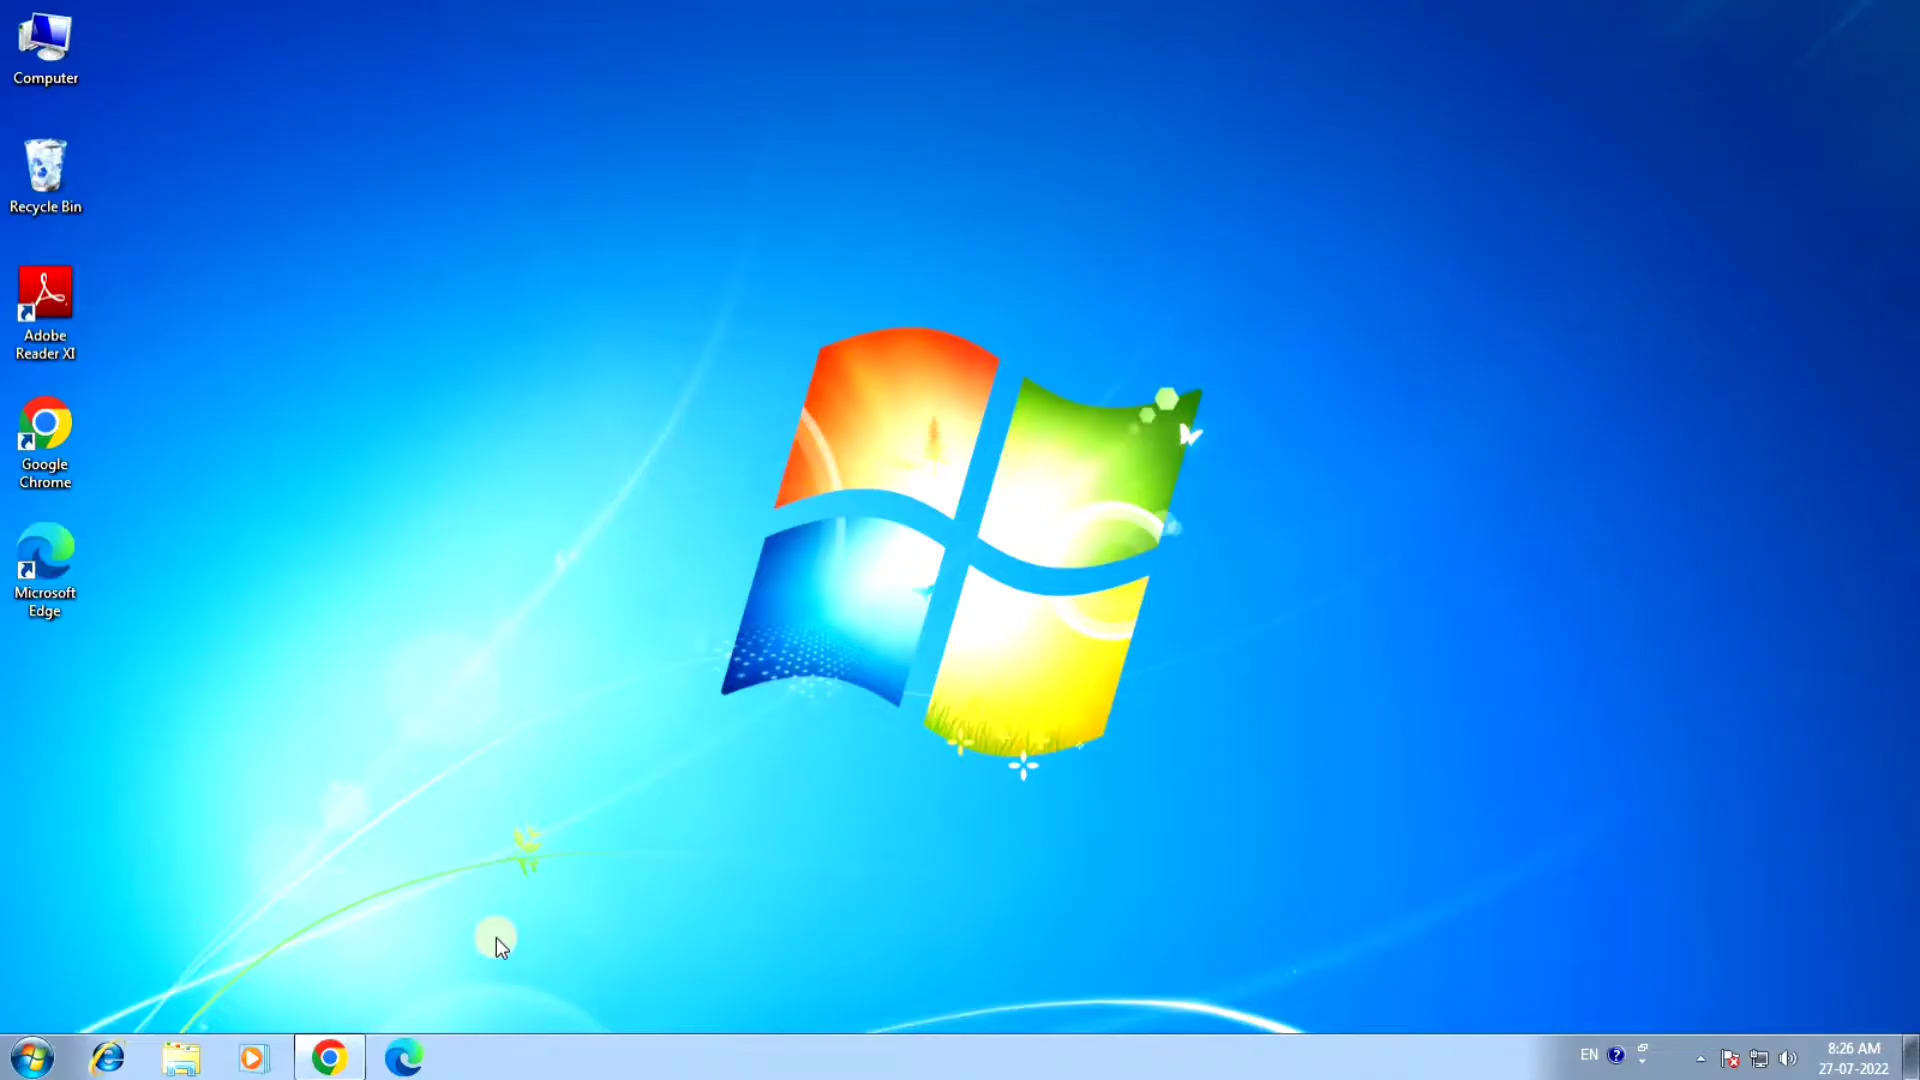 Computer
Recycle Bin
Adobe
Reader XI
Google
Chrome
Microsoft
Edge
EN
8:26 AM
27-07-2022